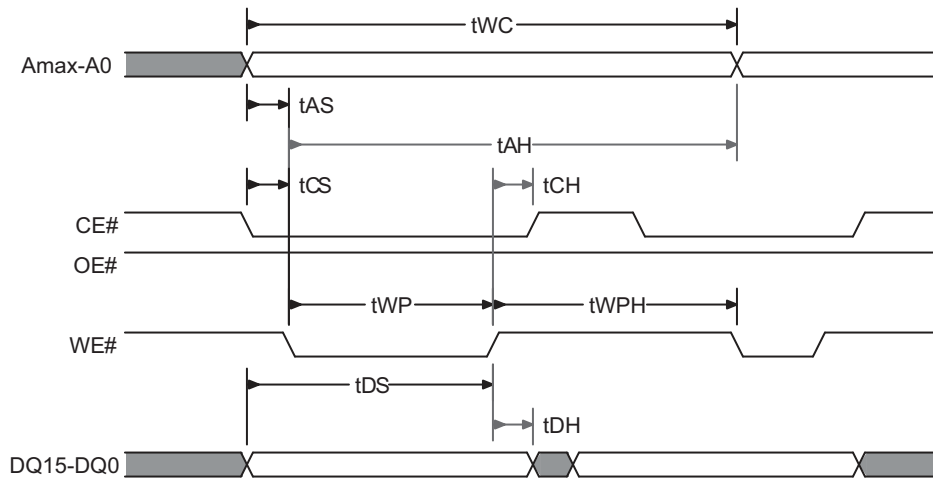 tWC
Amax-A0
tAS
tAH
tCS
tCH
CE#
OE#
tWP
tWPH
WE#
tDS
tDH
DQ15-DQ0